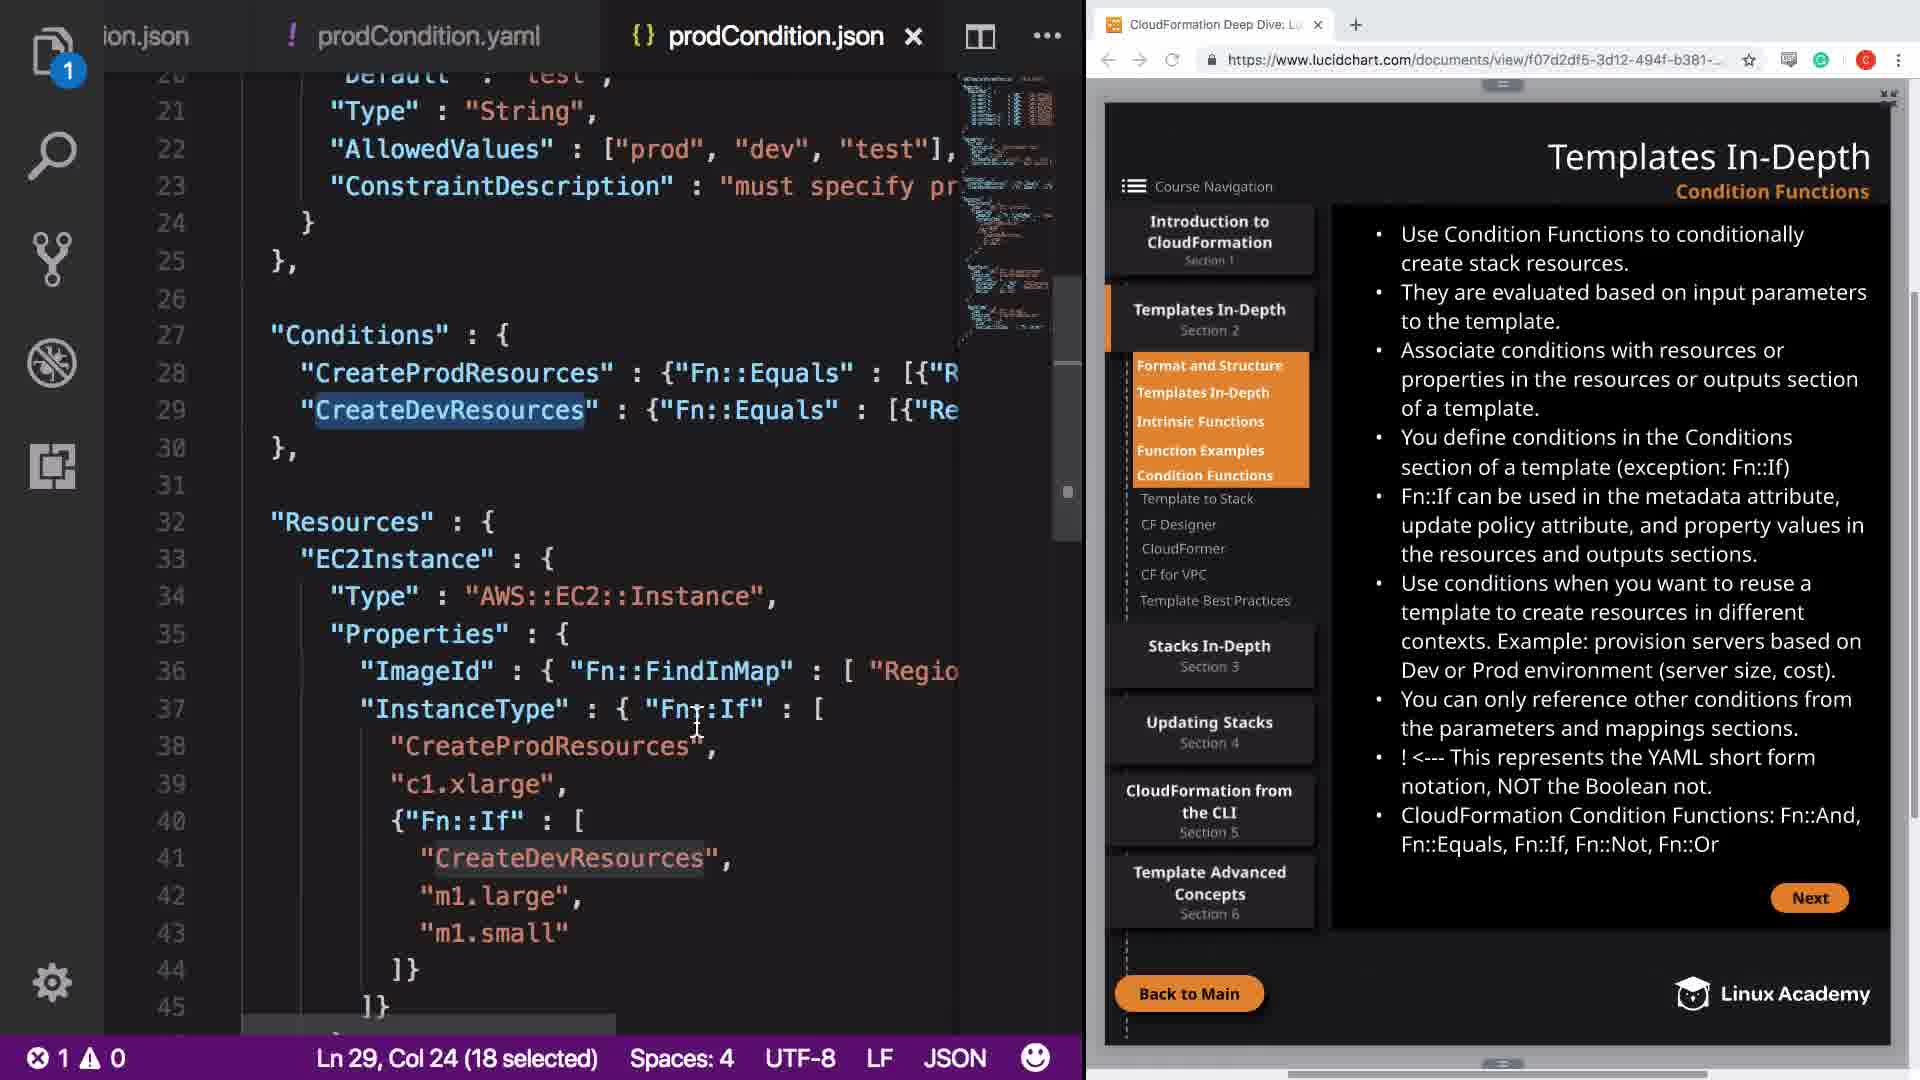 ion.json
! prodCondition.yaml
{} prodCondition.json
1
20 "Default" : "test",
21 "Type" : "String",
22 "AllowedValues" : ["prod", "dev", "test"],
23 "ConstraintDescription" : "must specify pr
24 }
25 },
26
27 "Conditions" : {
28 "CreateProdResources" : {"Fn::Equals" : [{"R
29 "CreateDevResources" : {"Fn::Equals" : [{"Re
30 },
31
32 "Resources" : {
33 "EC2Instance" : {
34 "Type" : "AWS::EC2::Instance",
35 "Properties" : {
36 "ImageId" : { "Fn::FindInMap" : [ "Regio
37 "InstanceType" : { "Fn::If" : [
38 "CreateProdResources",
39 "c1.xlarge",
40 {"Fn::If" : [
41 "CreateDevResources",
42 "m1.large",
43 "m1.small"
44 ]}
45 ]}
1 0 Ln 29, Col 24 (18 selected) Spaces: 4 UTF-8 LF JSON
CloudFormation Deep Dive: Lu
https://www.lucidchart.com/documents/view/f07d2df5-3d12-494f-b381-...
C
Templates In-Depth
Condition Functions
Course Navigation
Introduction to
CloudFormation
Section 1
Templates In-Depth
Section 2
Format and Structure
Templates In-Depth
Intrinsic Functions
Function Examples
Condition Functions
Template to Stack
CF Designer
CloudFormer
CF for VPC
Template Best Practices
Stacks In-Depth
Section 3
Updating Stacks
Section 4
CloudFormation from
the CLI
Section 5
Template Advanced
Concepts
Section 6
Back to Main
• Use Condition Functions to conditionally
create stack resources.
• They are evaluated based on input parameters
to the template.
• Associate conditions with resources or
properties in the resources or outputs section
of a template.
• You define conditions in the Conditions
section of a template (exception: Fn::If)
• Fn::If can be used in the metadata attribute,
update policy attribute, and property values in
the resources and outputs sections.
• Use conditions when you want to reuse a
template to create resources in different
contexts. Example: provision servers based on
Dev or Prod environment (server size, cost).
• You can only reference other conditions from
the parameters and mappings sections.
• ! <--- This represents the YAML short form
notation, NOT the Boolean not.
• CloudFormation Condition Functions: Fn::And,
Fn::Equals, Fn::If, Fn::Not, Fn::Or
Next
Linux Academy